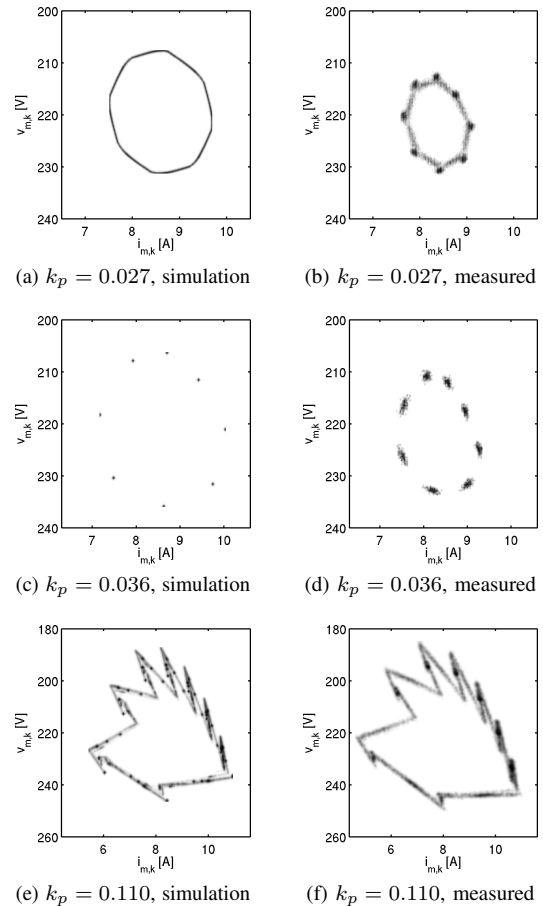 200
210
220
230
240
v_{m,k} [V]
7 8 9 10
i_{m,k} [A]
(a) k_p = 0.027, simulation
200
210
220
230
240
v_{m,k} [V]
7 8 9 10
i_{m,k} [A]
(b) k_p = 0.027, measured
200
210
220
230
240
v_{m,k} [V]
7 8 9 10
i_{m,k} [A]
(c) k_p = 0.036, simulation
200
210
220
230
240
v_{m,k} [V]
7 8 9 10
i_{m,k} [A]
(d) k_p = 0.036, measured
180
200
220
240
260
v_{m,k} [V]
6 8 10
i_{m,k} [A]
(e) k_p = 0.110, simulation
180
200
220
240
260
v_{m,k} [V]
6 8 10
i_{m,k} [A]
(f) k_p = 0.110, measured